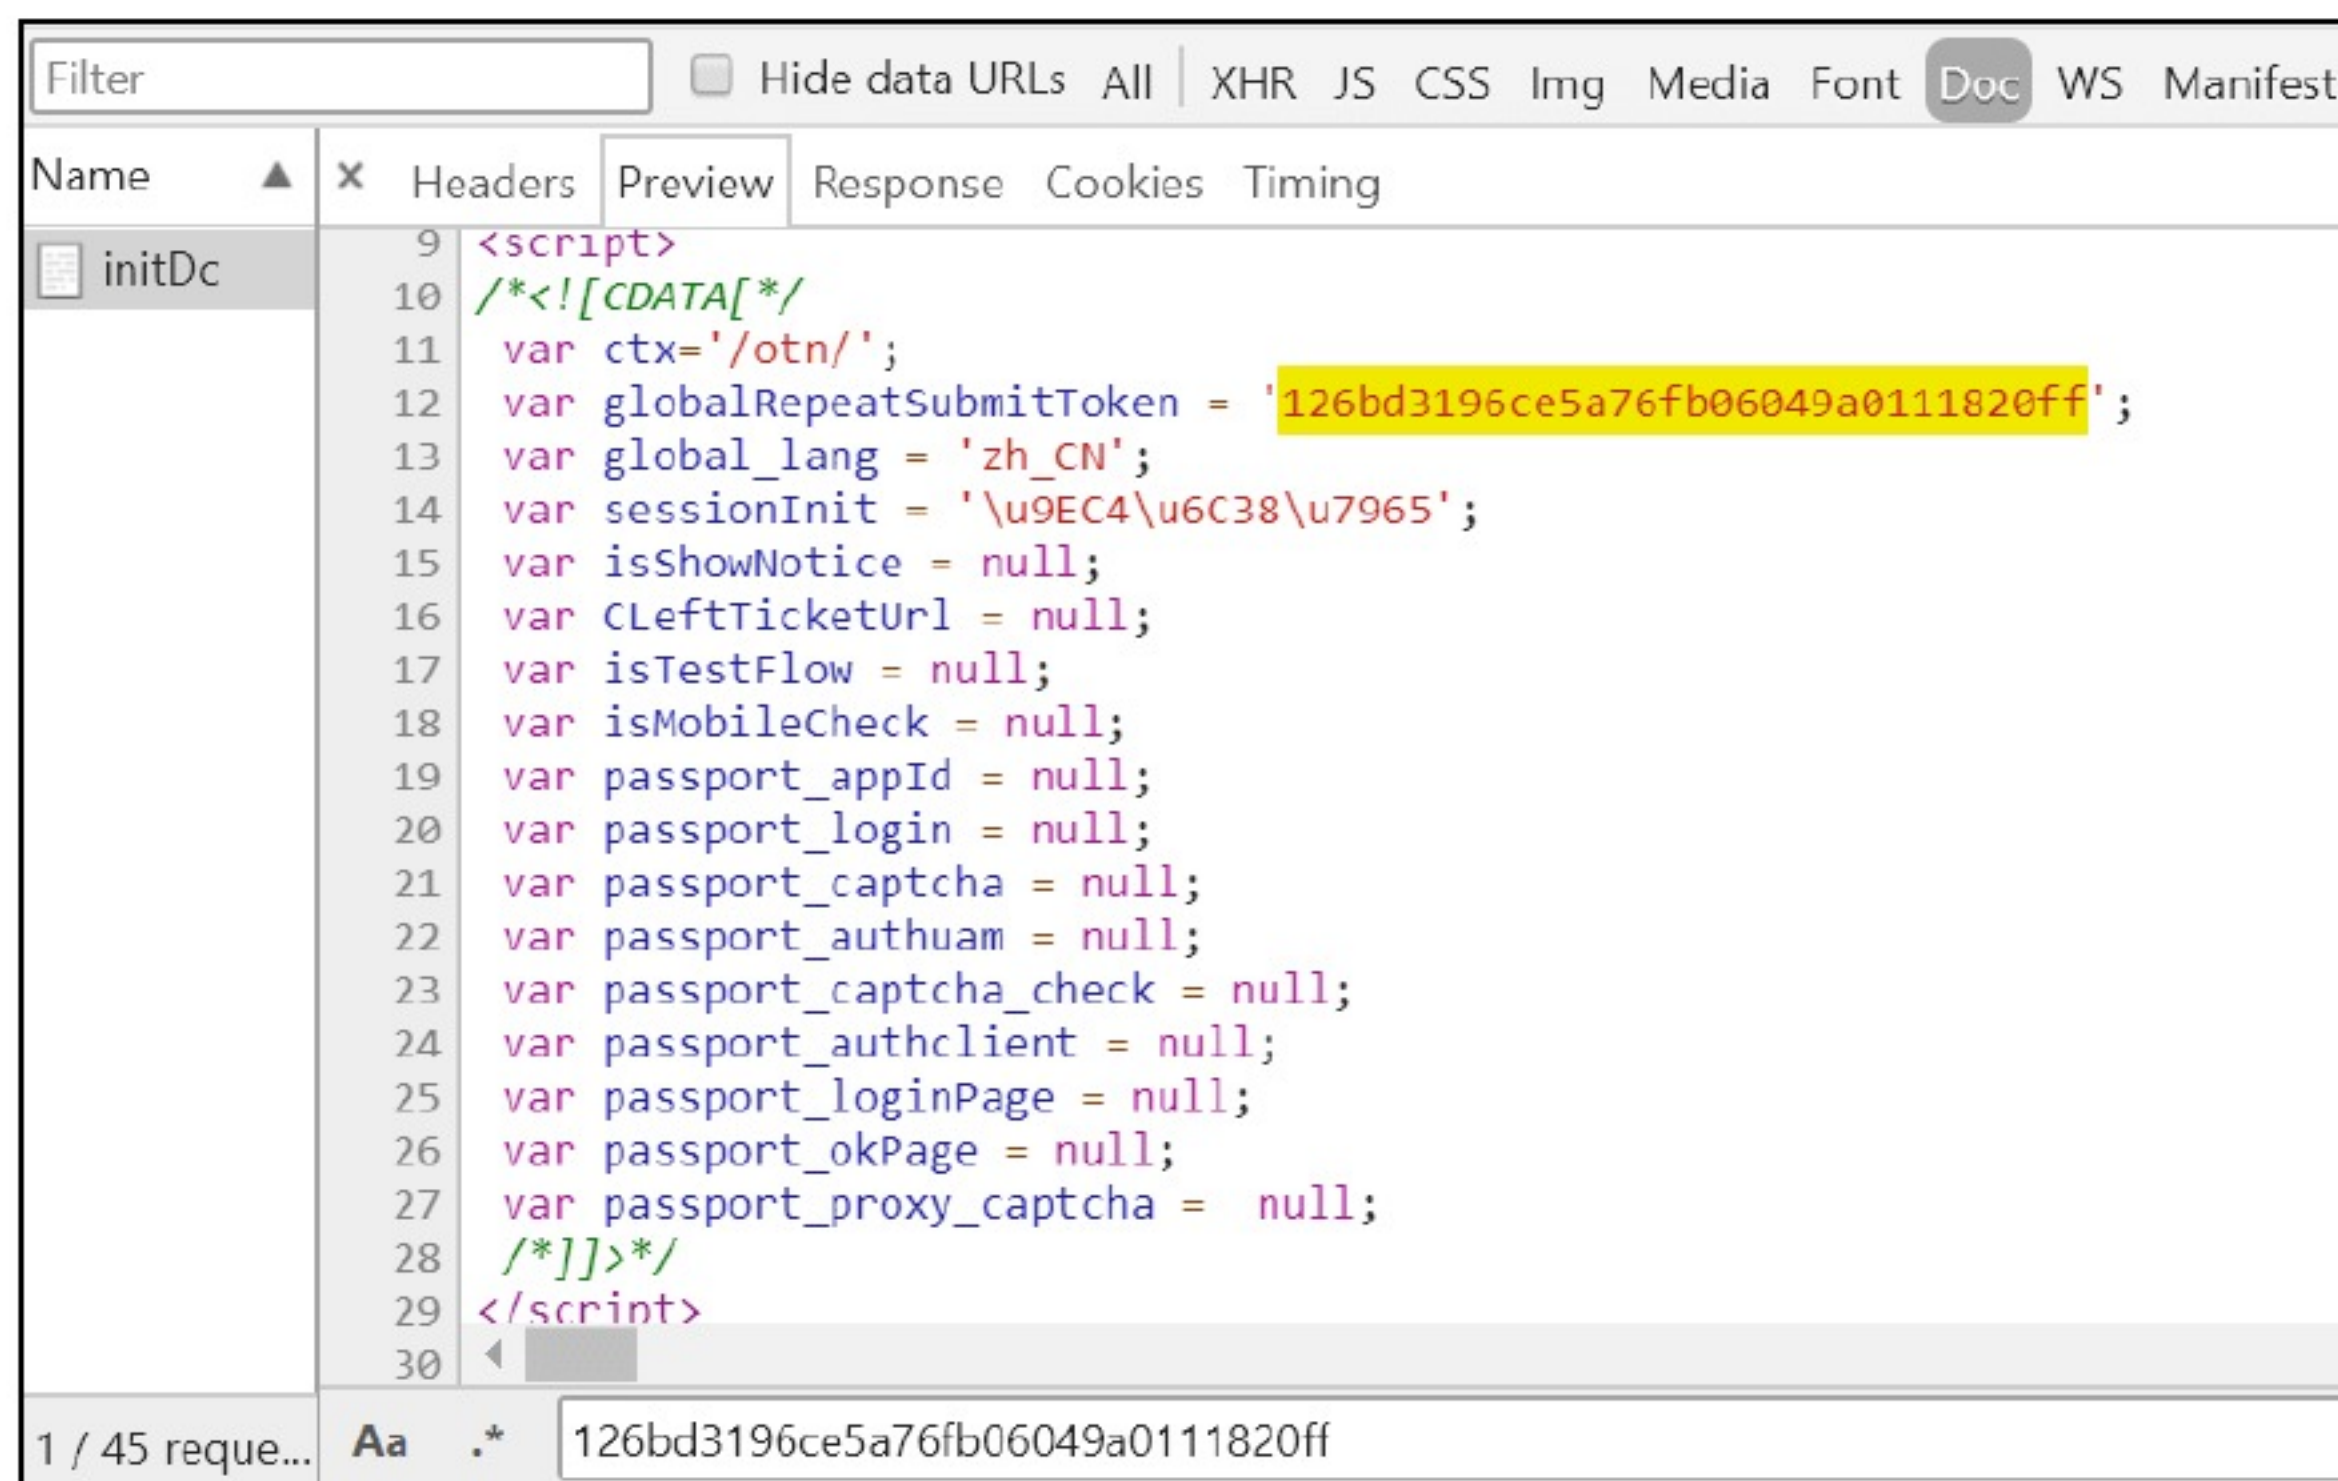 Filter Hide data URLs All XHR JS CSS Img Media Font Doc WS Manifest
Name ▲ × Headers Preview Response Cookies Timing
initDc
9 <script>
10 /*<![CDATA[*/
11 var ctx='/otn/';
12 var globalRepeatSubmitToken = '126bd3196ce5a76fb06049a0111820ff';
13 var global_lang = 'zh_CN';
14 var sessionInit = '\u9EC4\u6C38\u7965';
15 var isShowNotice = null;
16 var CLeftTicketUrl = null;
17 var isTestFlow = null;
18 var isMobileCheck = null;
19 var passport_appId = null;
20 var passport_login = null;
21 var passport_captcha = null;
22 var passport_authuam = null;
23 var passport_captcha_check = null;
24 var passport_authclient = null;
25 var passport_loginPage = null;
26 var passport_okPage = null;
27 var passport_proxy_captcha =  null;
28 /*]]>*/
29 </script>
30
1 / 45 reque... Aa .* 126bd3196ce5a76fb06049a0111820ff